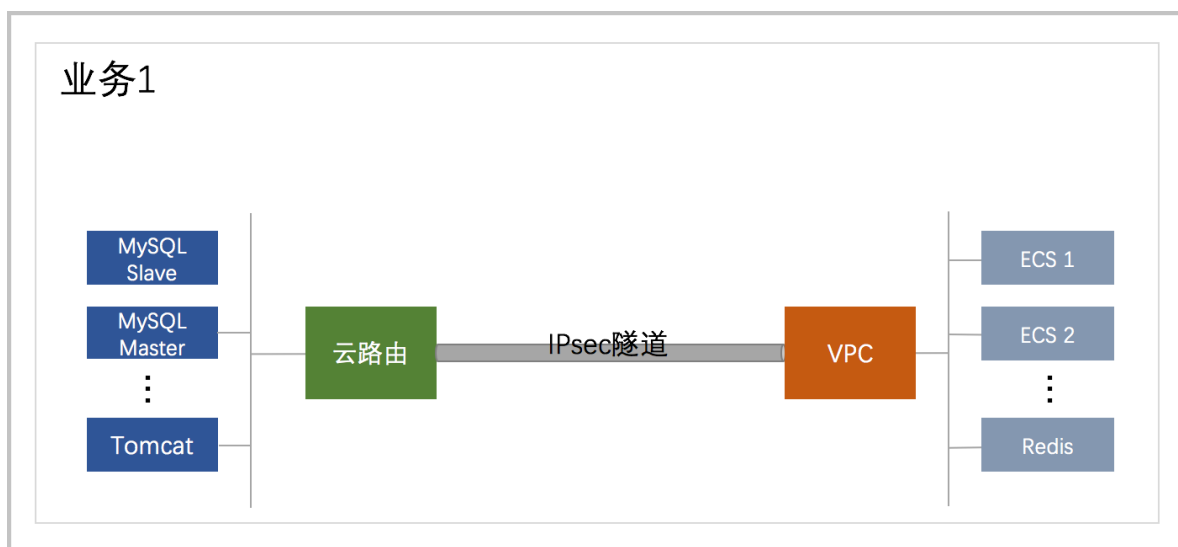 业务1
MySQL
Slave
MySQL
Master
Tomcat
云路由
IPsec隧道
VPC
ECS 1
ECS 2
Redis